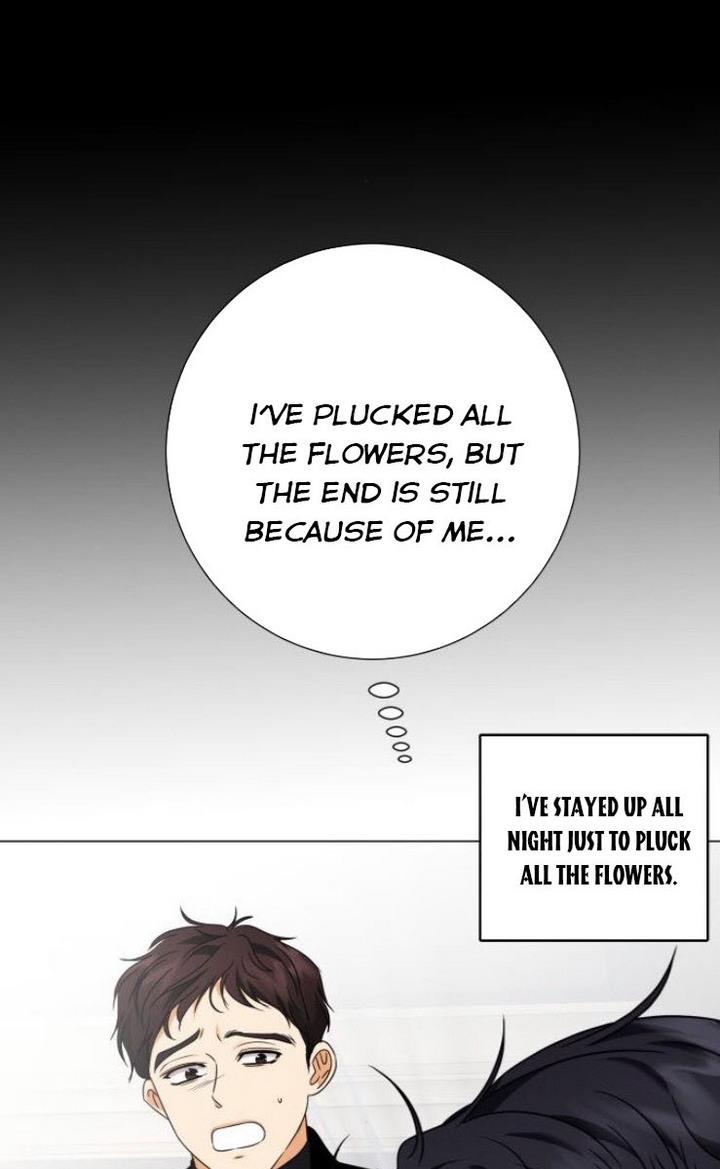 I'VE PLUCKED ALL
THE FLOWERS, BUT
THE END IS STILL
BECAUSE OF ME...
I'VE STAYED UP ALL
NIGHT JUST TO PLUCK
ALL THE FLOWERS.